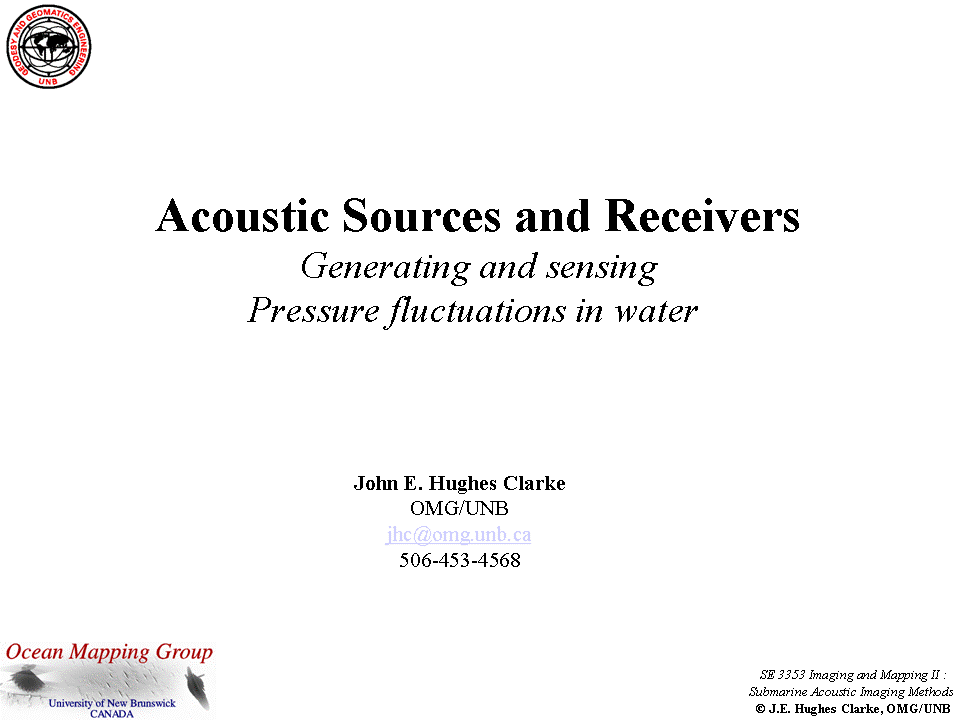 GEODESY AND GEOMATICS ENGINEERING
UNB
Acoustic Sources and Receivers
Generating and sensing
Pressure fluctuations in water
John E. Hughes Clarke
OMG/UNB
jhc@omg.unb.ca
506-453-4568
Ocean Mapping Group
University of New Brunswick
CANADA
SE 3353 Imaging and Mapping II :
Submarine Acoustic Imaging Methods
© J.E. Hughes Clarke, OMG/UNB